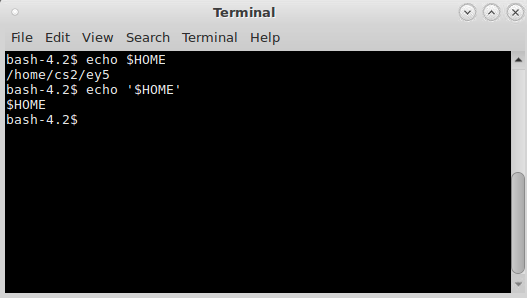 Terminal
File Edit View Search Terminal Help
bash-4.2$ echo $HOME
/home/cs2/ey5
bash-4.2$ echo '$HOME'
$HOME
bash-4.2$